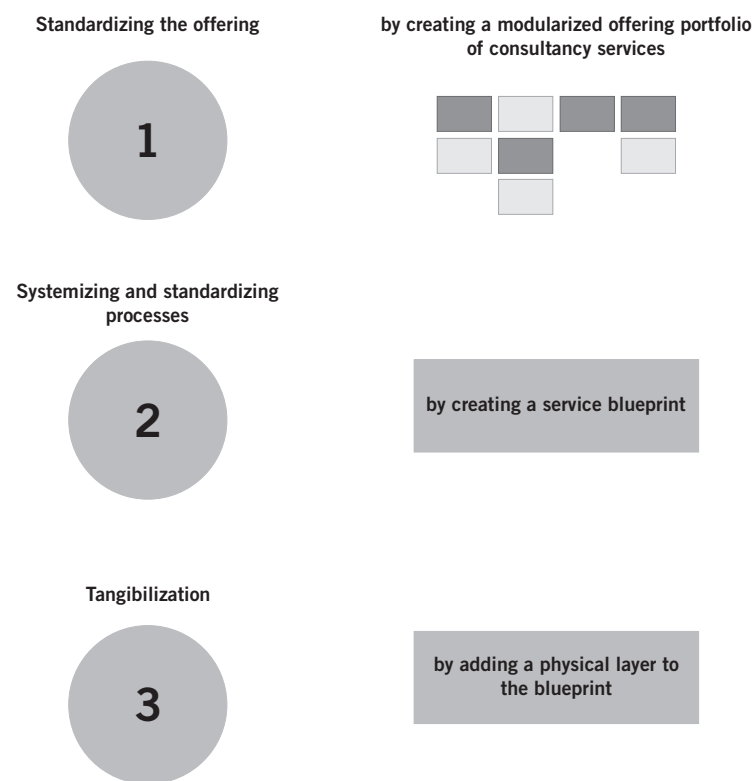 Standardizing the offering
by creating a modularized offering portfolio
of consultancy services
1
Systemizing and standardizing
processes
2
by creating a service blueprint
Tangibilization
3
by adding a physical layer to
the blueprint